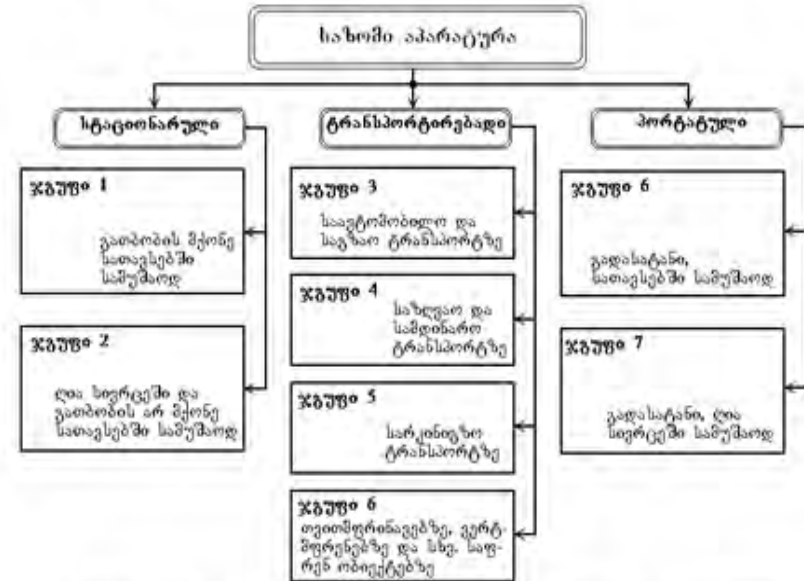 საზომი აპარატურა
სტაციონარული
ჯგუფი 1
გათბობის მქონე
სათავსებში
სამუშაოდ
ჯგუფი 2
ღია სივრცეში და
გათბობის არ მქონე
სათავსებში სამუშაოდ
ტრანსპორტირებადი
ჯგუფი 3
საავტომობილო და
საგზაო ტრანსპორტზე
ჯგუფი 4
საზღვაო და
სამდინარო
ტრანსპორტზე
ჯგუფი 5
სარკინიგზო
ტრანსპორტზე
ჯგუფი 6
თვითმფრინავებზე, ვერტ-
მფრენებზე და სხვ. საფ-
რენ ობიექტებზე
პორტატული
ჯგუფი 6
გადასატანი,
სათავსებში სამუშაოდ
ჯგუფი 7
გადასატანი, ღია
სივრცეში სამუშაოდ